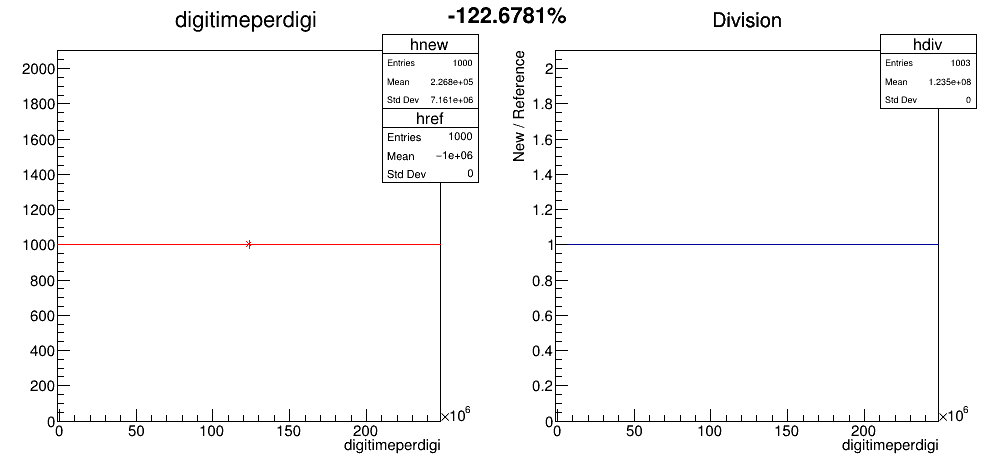 digitimeperdigi
-122.6781%
Division
hnew
Entries 1000
Mean 2.268e+05
Std Dev 7.161e+06
href
Entries 1000
Mean −1e+06
Std Dev 0
2000
1800
1600
1400
1200
1000
800
600
400
200
0
0 50 100 150 200
×10⁶
digitimeperdigi
hdiv
Entries 1003
Mean 1.235e+08
Std Dev 0
New / Reference
2
1.8
1.6
1.4
1.2
1
0.8
0.6
0.4
0.2
0
0 50 100 150 200
×10⁶
digitimeperdigi